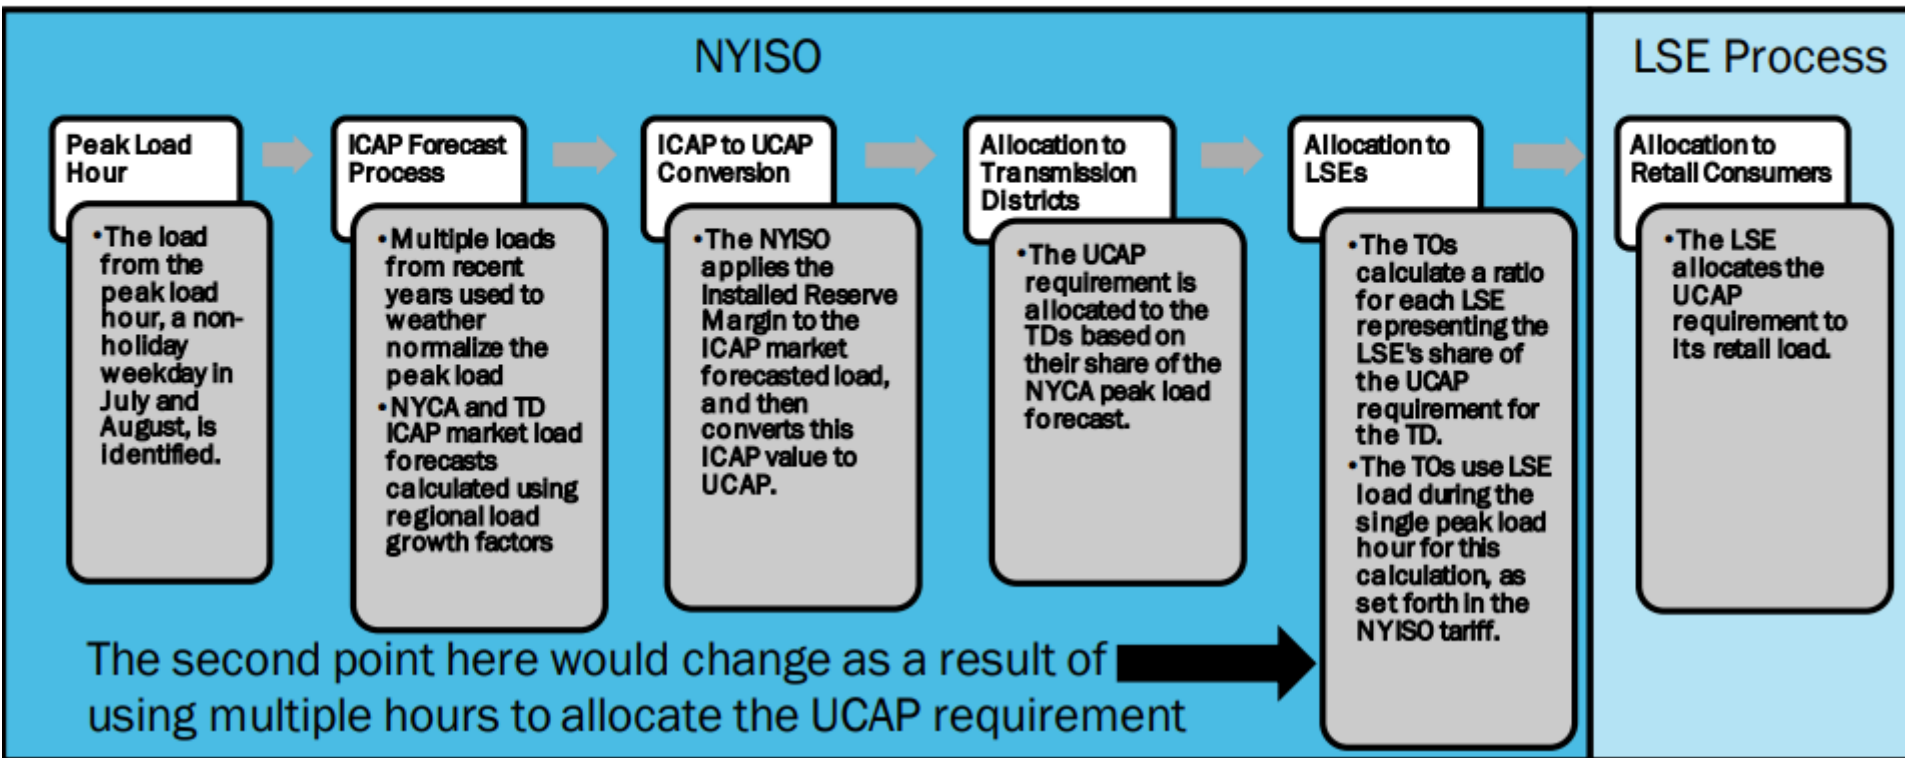 NYISO
LSE Process
Peak Load
Hour
•The load
from the
peak load
hour, a non-
holiday
weekday in
July and
August, is
identified.
ICAP Forecast
Process
•Multiple loads
from recent
years used to
weather
normalize the
peak load
•NYCA and TD
ICAP market load
forecasts
calculated using
regional load
growth factors
ICAP to UCAP
Conversion
•The NYISO
applies the
Installed Reserve
Margin to the
ICAP market
forecasted load,
and then
converts this
ICAP value to
UCAP.
Allocation to
Transmission
Districts
•The UCAP
requirement is
allocated to the
TDs based on
their share of the
NYCA peak load
forecast.
Allocation to
LSEs
•The TOs
calculate a ratio
for each LSE
representing the
LSE's share of
the UCAP
requirement for
the TD.
•The TOs use LSE
load during the
single peak load
hour for this
calculation, as
set forth in the
NYISO tariff.
Allocation to
Retail Consumers
•The LSE
allocates the
UCAP
requirement to
its retail load.
The second point here would change as a result of
using multiple hours to allocate the UCAP requirement